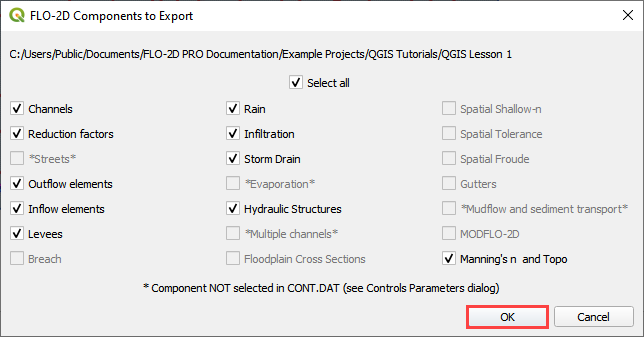 FLO-2D Components to Export
C:/Users/Public/Documents/FLO-2D PRO Documentation/Example Projects/QGIS Tutorials/QGIS Lesson 1
Select all
Channels
Rain
Spatial Shallow-n
Reduction factors
Infiltration
Spatial Tolerance
*Streets*
Storm Drain
Spatial Froude
Outflow elements
*Evaporation*
Gutters
Inflow elements
Hydraulic Structures
*Mudflow and sediment transport*
Levees
*Multiple channels*
MODFLO-2D
Breach
Floodplain Cross Sections
Manning's n and Topo
* Component NOT selected in CONT.DAT (see Controls Parameters dialog)
OK
Cancel